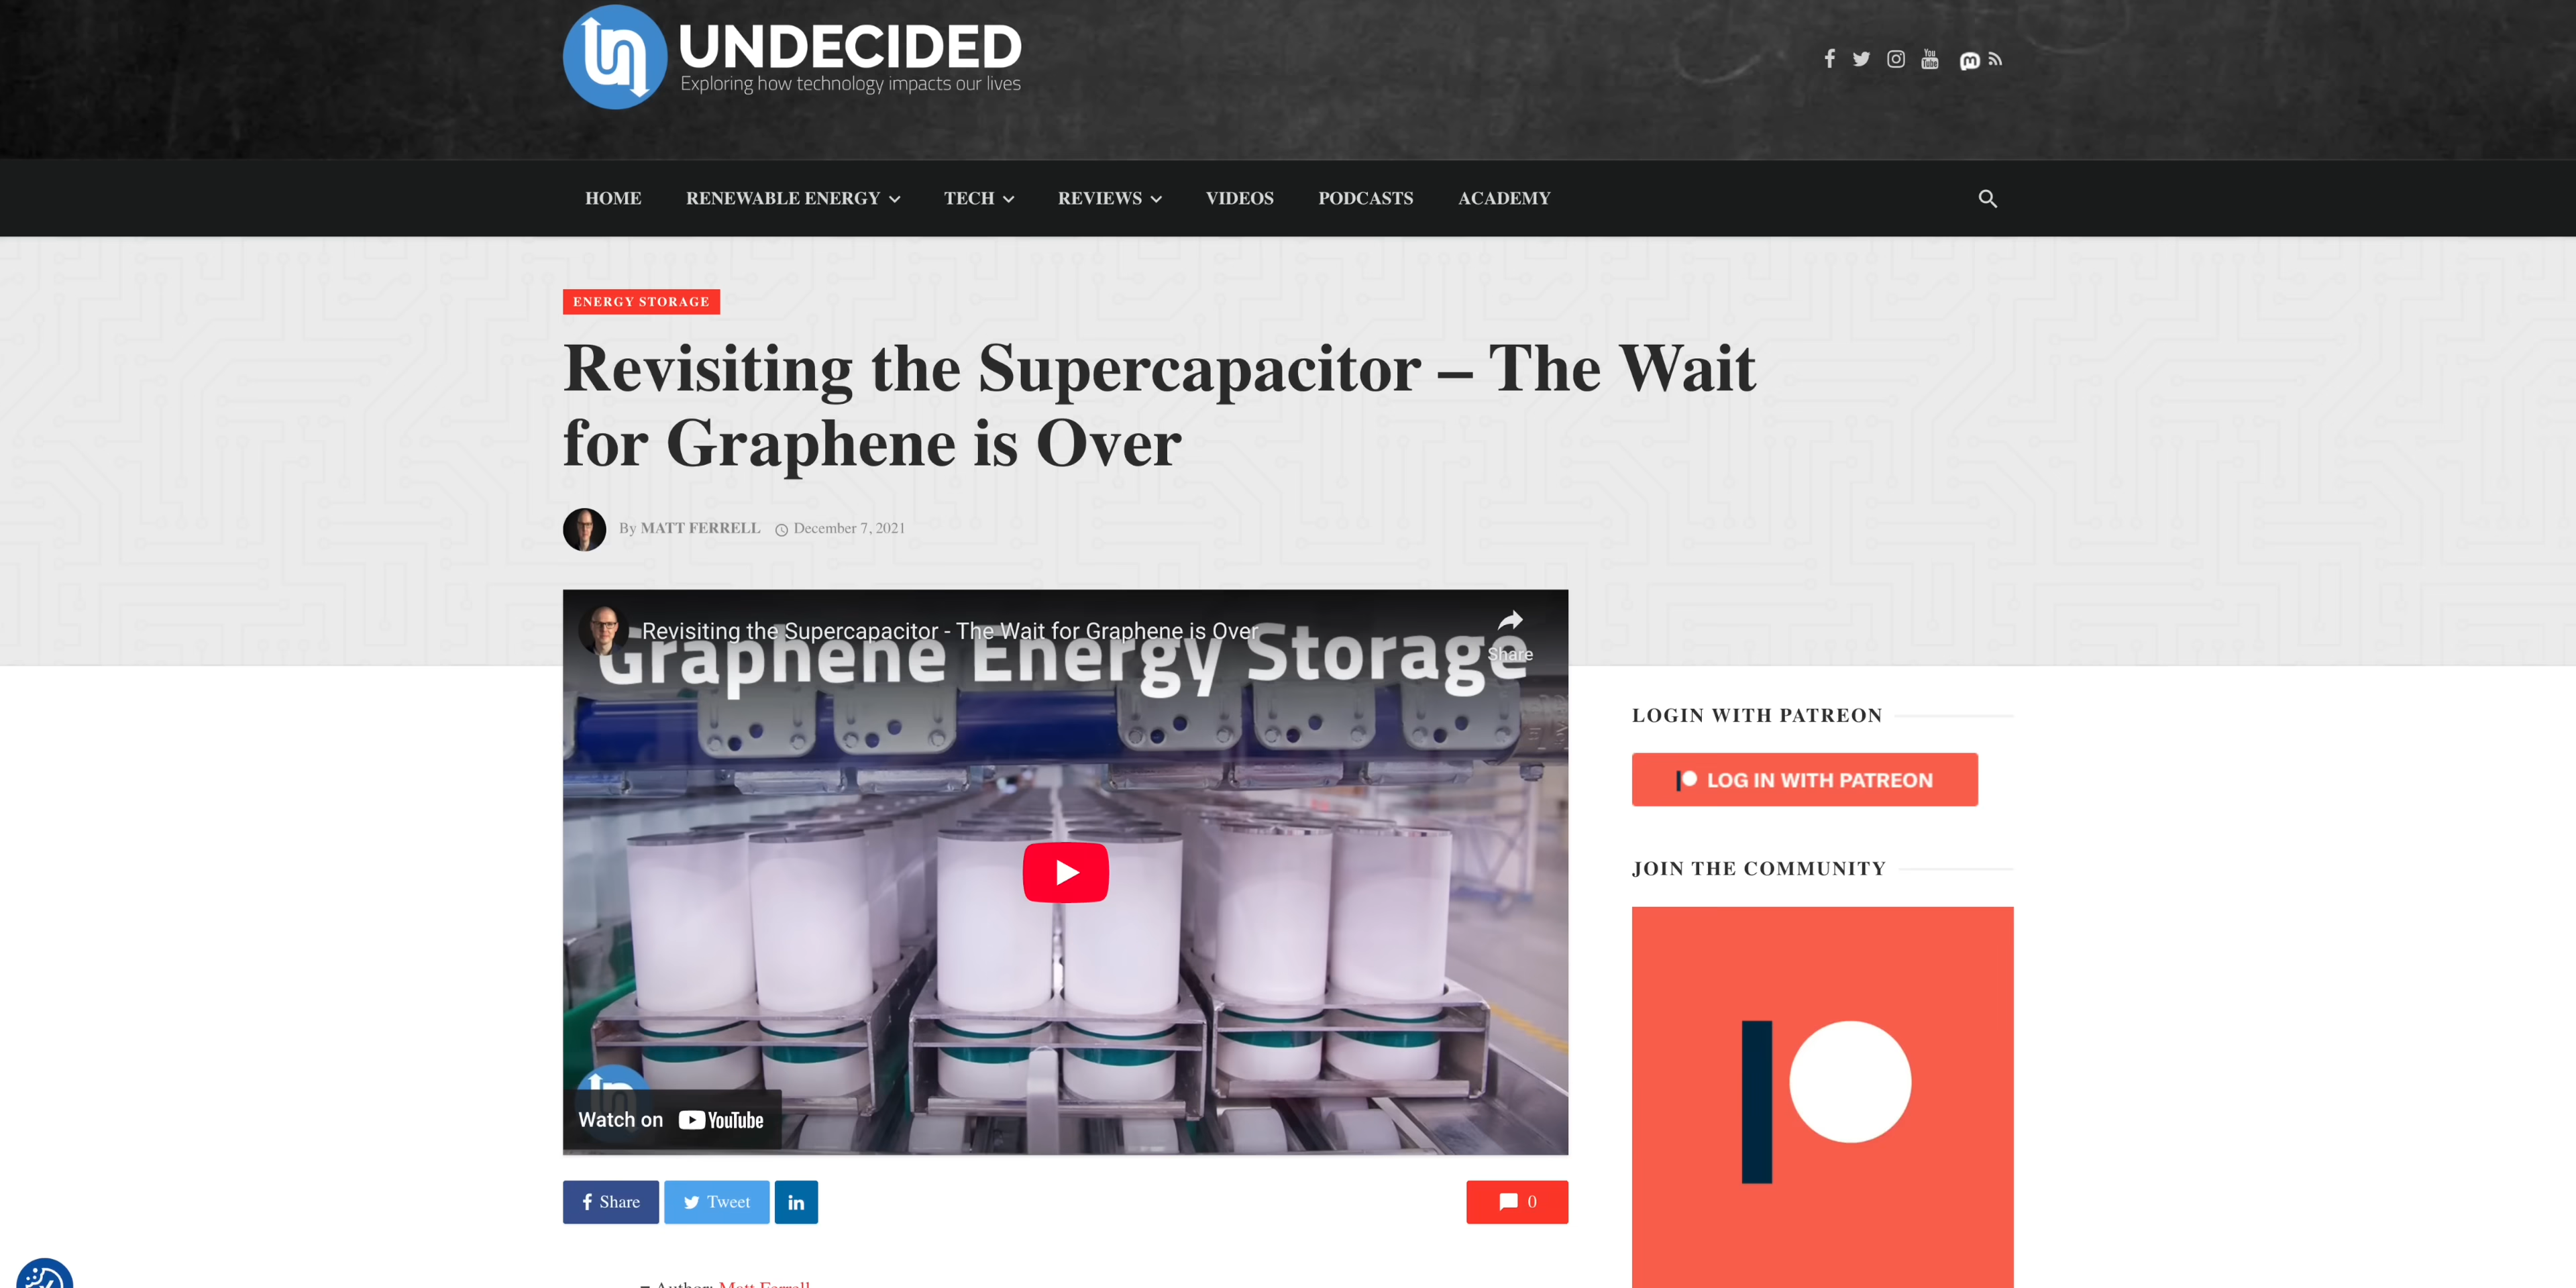 UNDECIDED
Exploring how technology impacts our lives
HOME RENEWABLE ENERGY TECH REVIEWS VIDEOS PODCASTS ACADEMY
ENERGY STORAGE
Revisiting the Supercapacitor – The Wait
for Graphene is Over
By MATT FERRELL December 7, 2021
Revisiting the Supercapacitor - The Wait for Graphene is Over
Share
Graphene Energy Storage
Watch on YouTube
LOGIN WITH PATREON
LOG IN WITH PATREON
JOIN THE COMMUNITY
Share Tweet in 0
Author: Matt Ferrell